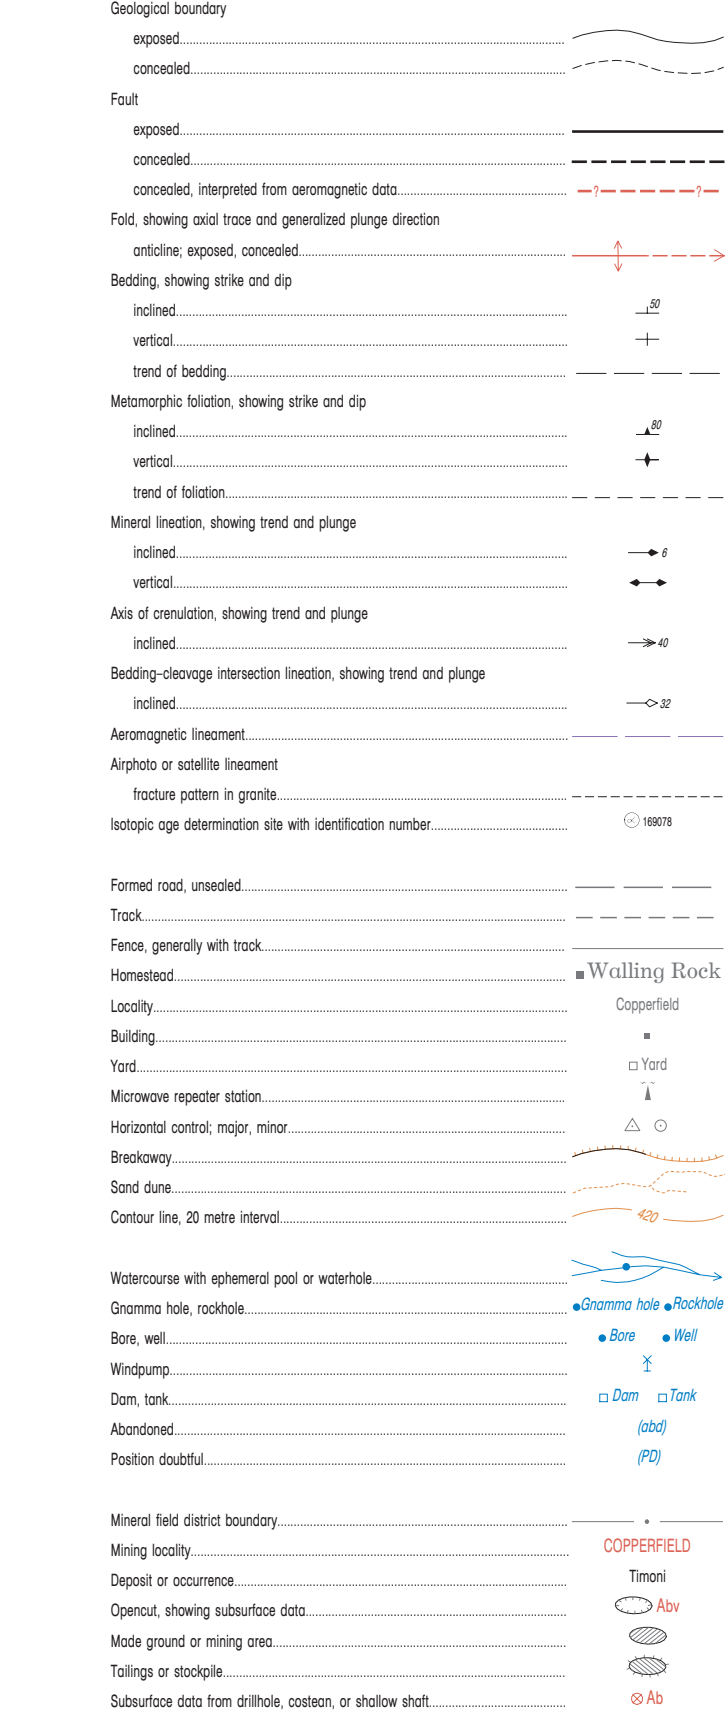 Geological boundary
exposed
concealed
Fault
exposed
concealed
concealed, interpreted from aeromagnetic data ? ?
Fold, showing axial trace and generalized plunge direction
anticline; exposed, concealed
Bedding, showing strike and dip
inclined 50
vertical
trend of bedding
Metamorphic foliation, showing strike and dip
inclined 80
vertical
trend of foliation
Mineral lineation, showing trend and plunge
inclined 6
vertical
Axis of crenulation, showing trend and plunge
inclined 40
Bedding–cleavage intersection lineation, showing trend and plunge
inclined 32
Aeromagnetic lineament
Airphoto or satellite lineament
fracture pattern in granite
Isotopic age determination site with identification number 169078
Formed road, unsealed
Track
Fence, generally with track
Homestead Walling Rock
Locality Copperfield
Building
Yard Yard
Microwave repeater station
Horizontal control; major, minor
Breakaway
Sand dune
Contour line, 20 metre interval 420
Watercourse with ephemeral pool or waterhole
Gnamma hole, rockhole Gnamma hole Rockhole
Bore, well Bore Well
Windpump
Dam, tank Dam Tank
Abandoned (abd)
Position doubtful (PD)
Mineral field district boundary
Mining locality COPPERFIELD
Deposit or occurrence Timoni
Opencut, showing subsurface data Abv
Made ground or mining area
Tailings or stockpile
Subsurface data from drillhole, costean, or shallow shaft Ab